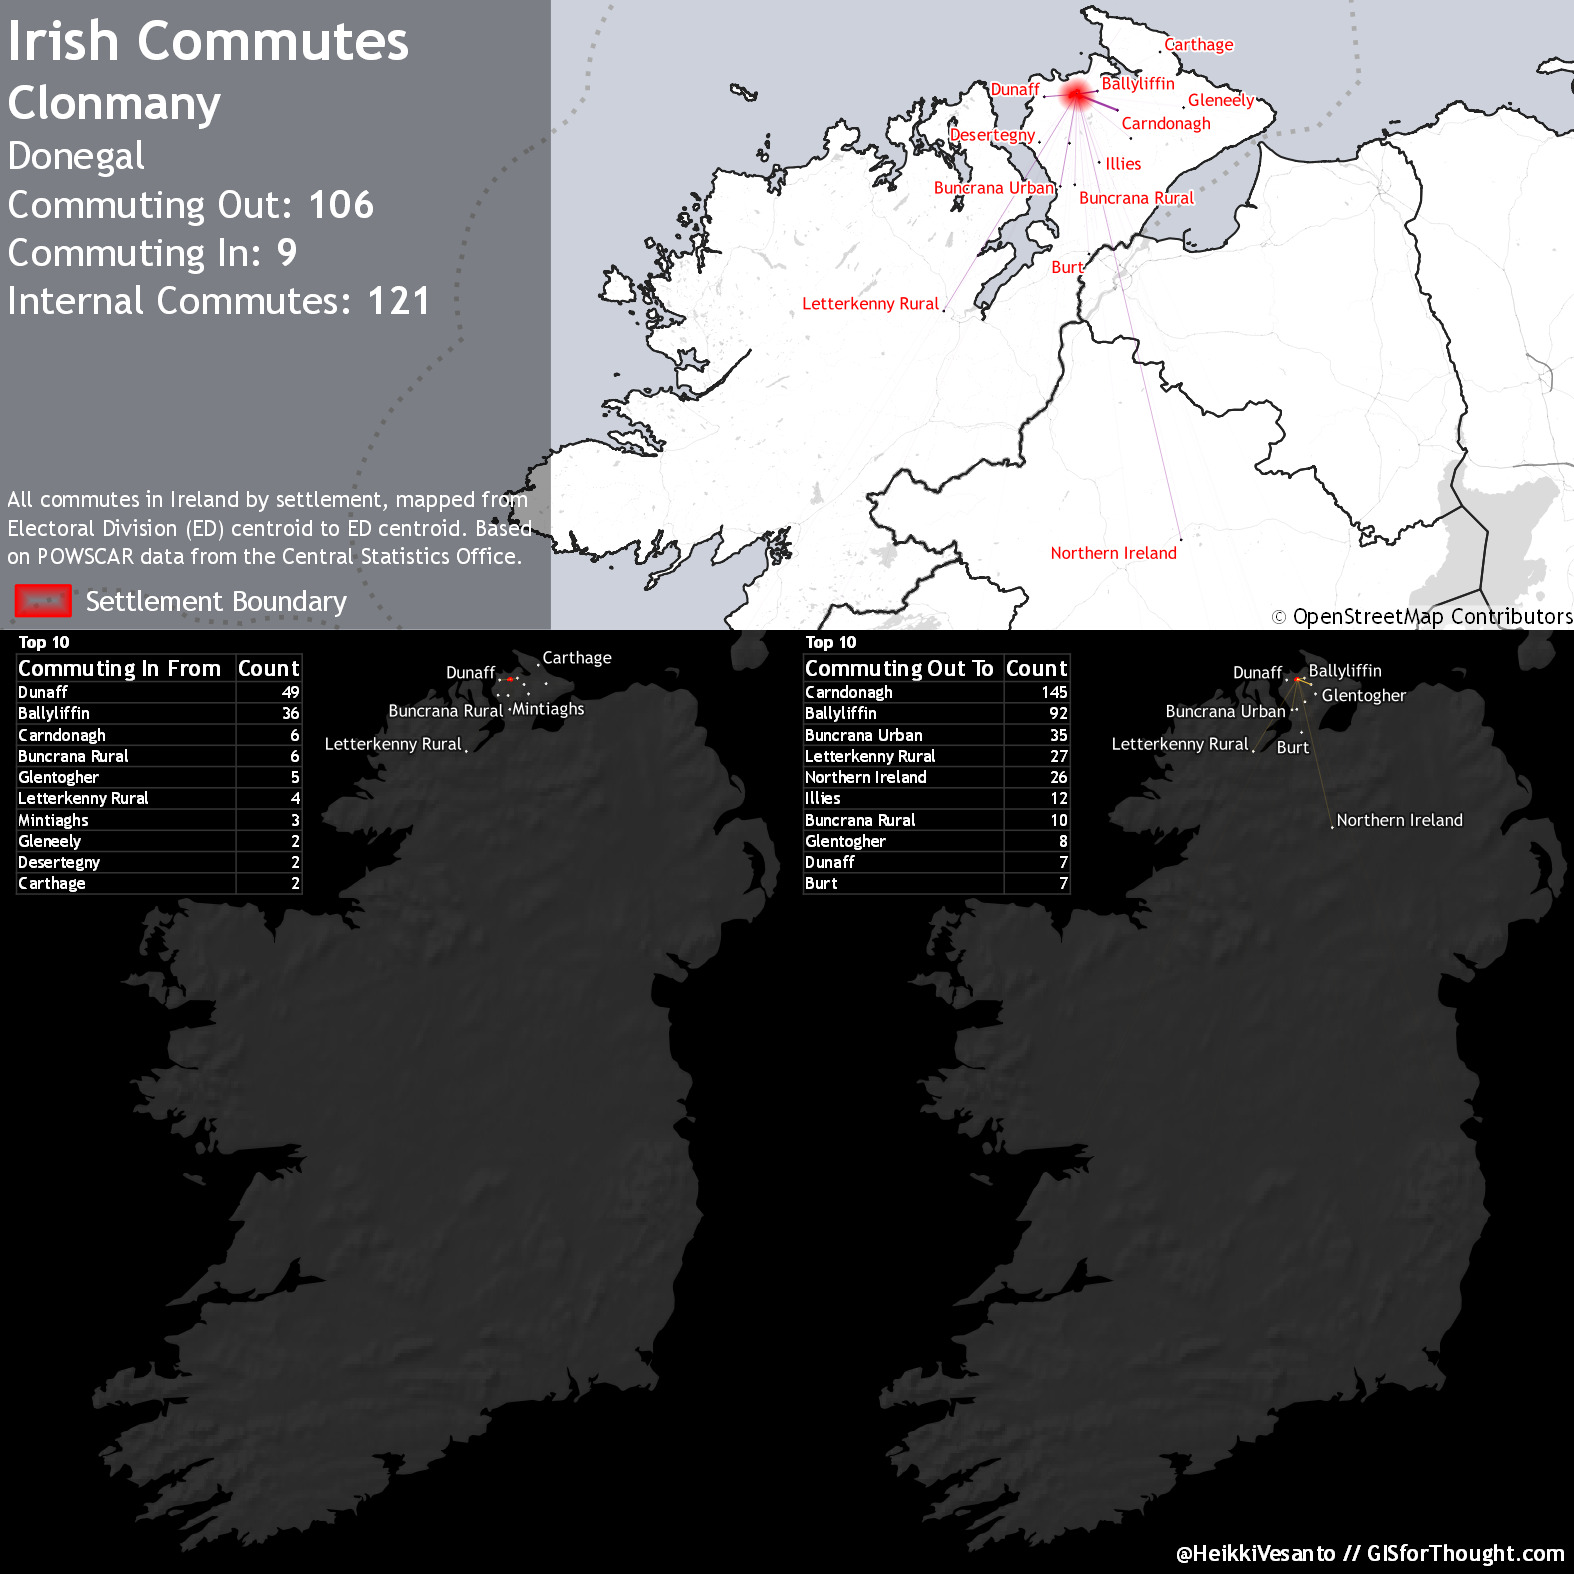 Irish Commutes
Clonmany
Donegal
Commuting Out: 106
Commuting In: 9
Internal Commutes: 121
All commutes in Ireland by settlement, mapped from
Electoral Division (ED) centroid to ED centroid. Based
on POWSCAR data from the Central Statistics Office.
Settlement Boundary
Carthage
Dunaff
Ballyliffin
Gleneely
Carndonagh
Desertegny
Illies
Buncrana Urban
Buncrana Rural
Burt
Letterkenny Rural
Northern Ireland
© OpenStreetMap Contributors
Top 10
Commuting In From Count
Dunaff 49
Ballyliffin 36
Carndonagh 6
Buncrana Rural 6
Glentogher 5
Letterkenny Rural 4
Mintiaghs 3
Gleneely 2
Desertegny 2
Carthage 2
Carthage
Dunaff
Buncrana Rural
Mintiaghs
Letterkenny Rural
Top 10
Commuting Out To Count
Carndonagh 145
Ballyliffin 92
Buncrana Urban 35
Letterkenny Rural 27
Northern Ireland 26
Illies 12
Buncrana Rural 10
Glentogher 8
Dunaff 7
Burt 7
Dunaff
Ballyliffin
Glentogher
Buncrana Urban
Letterkenny Rural
Burt
Northern Ireland
@HeikkiVesanto // GISforThought.com